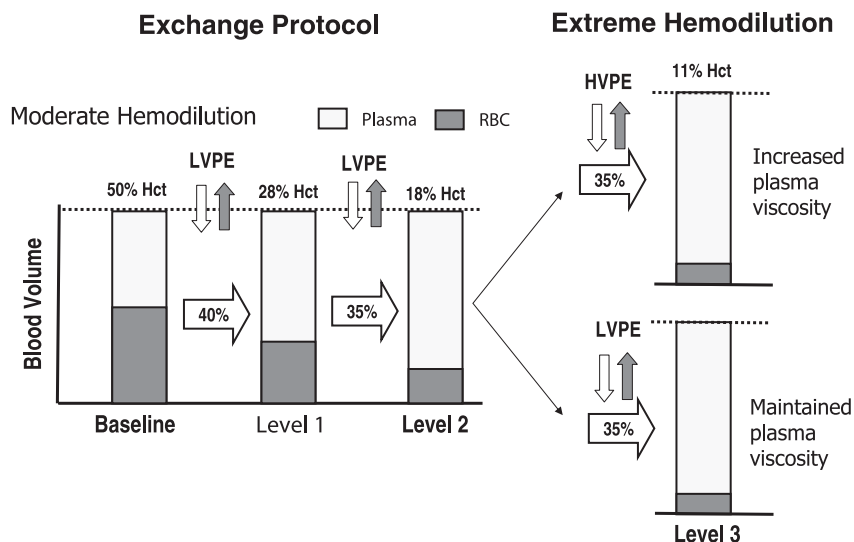 Exchange Protocol
Extreme Hemodilution
Moderate Hemodilution
Plasma
RBC
LVPE
LVPE
50% Hct
28% Hct
18% Hct
40%
35%
Blood Volume
Baseline
Level 1
Level 2
HVPE
11% Hct
35%
Increased
plasma
viscosity
LVPE
35%
Maintained
plasma
viscosity
Level 3